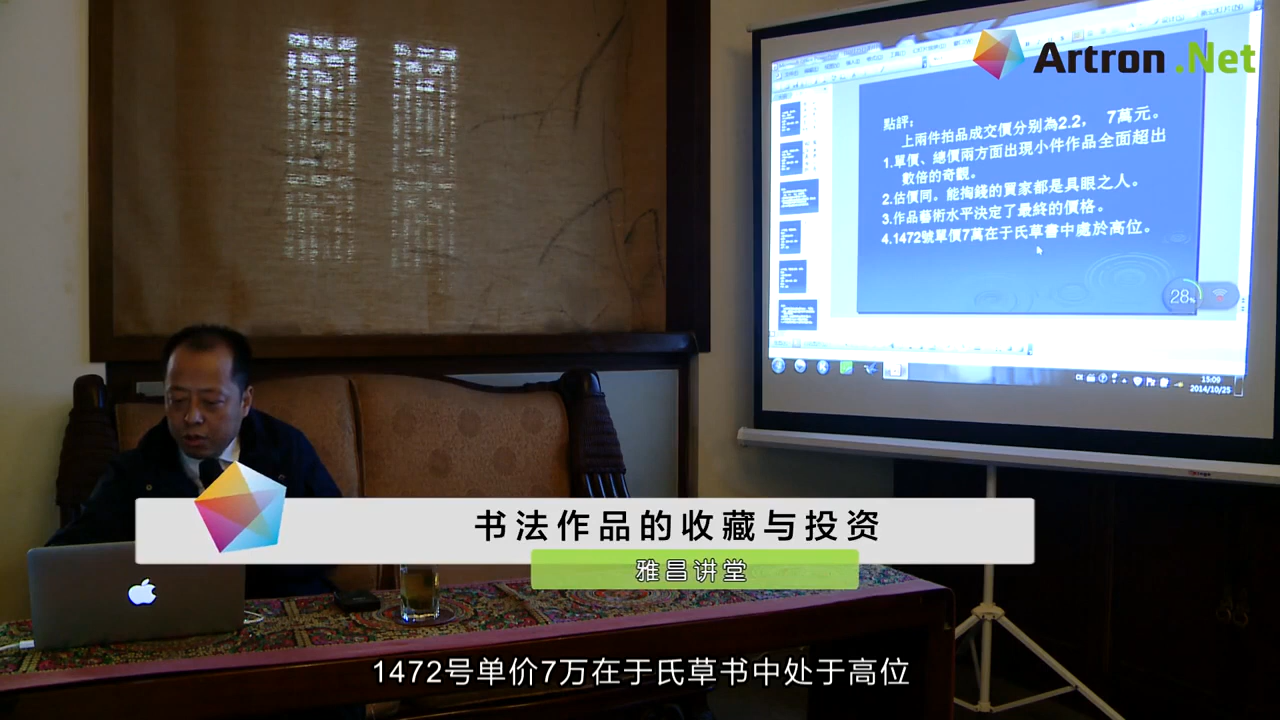 Artron.Net
點評：
上兩件拍品成交價分别為2.2， 7萬元。
1.單價、總價兩方面出現小件作品全面超出
數倍的奇觀。
2.估價同。能掏錢的買家都是具眼之人。
3.作品藝術水平決定了最終的價格。
4.1472號單價7萬在于氏草書中處於高位。
28%
15:09
2014/10/25
书法作品的收藏与投资
雅昌讲堂
1472号单价7万在于氏草书中处于高位